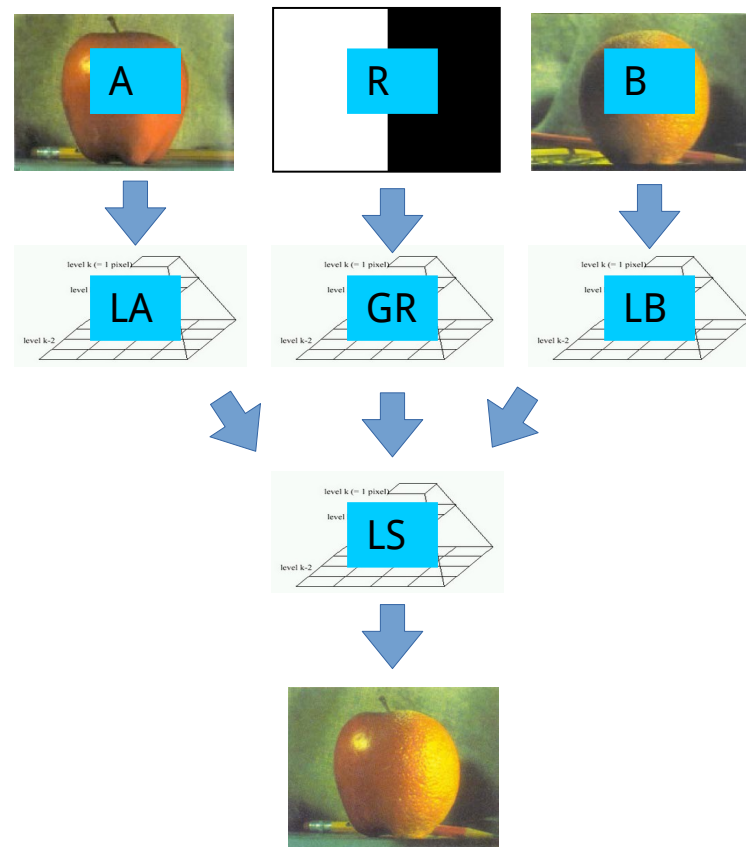 A
R
B
level k (= 1 pixel)
level
LA
level k-2
level k (= 1 pixel)
level
GR
level k-2
level k (= 1 pixel)
level
LB
level k-2
level k (= 1 pixel)
level
LS
level k-2